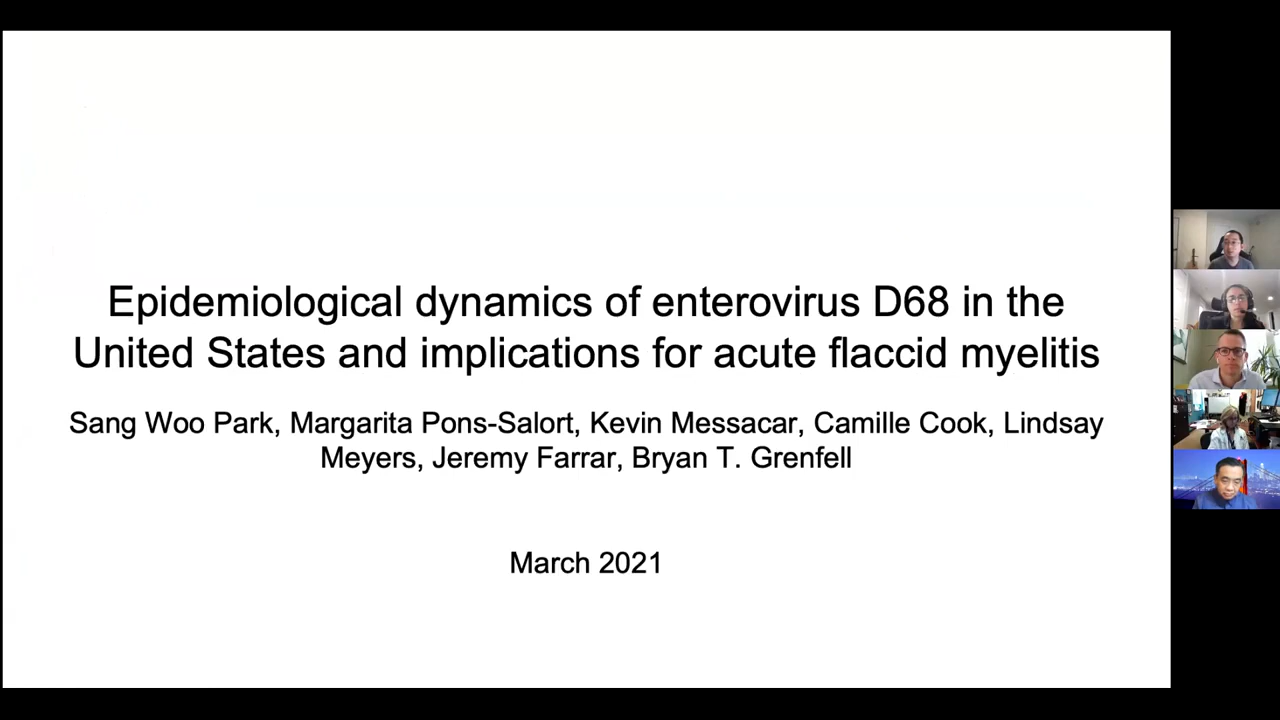 Epidemiological dynamics of enterovirus D68 in the
United States and implications for acute flaccid myelitis
Sang Woo Park, Margarita Pons-Salort, Kevin Messacar, Camille Cook, Lindsay
Meyers, Jeremy Farrar, Bryan T. Grenfell
March 2021